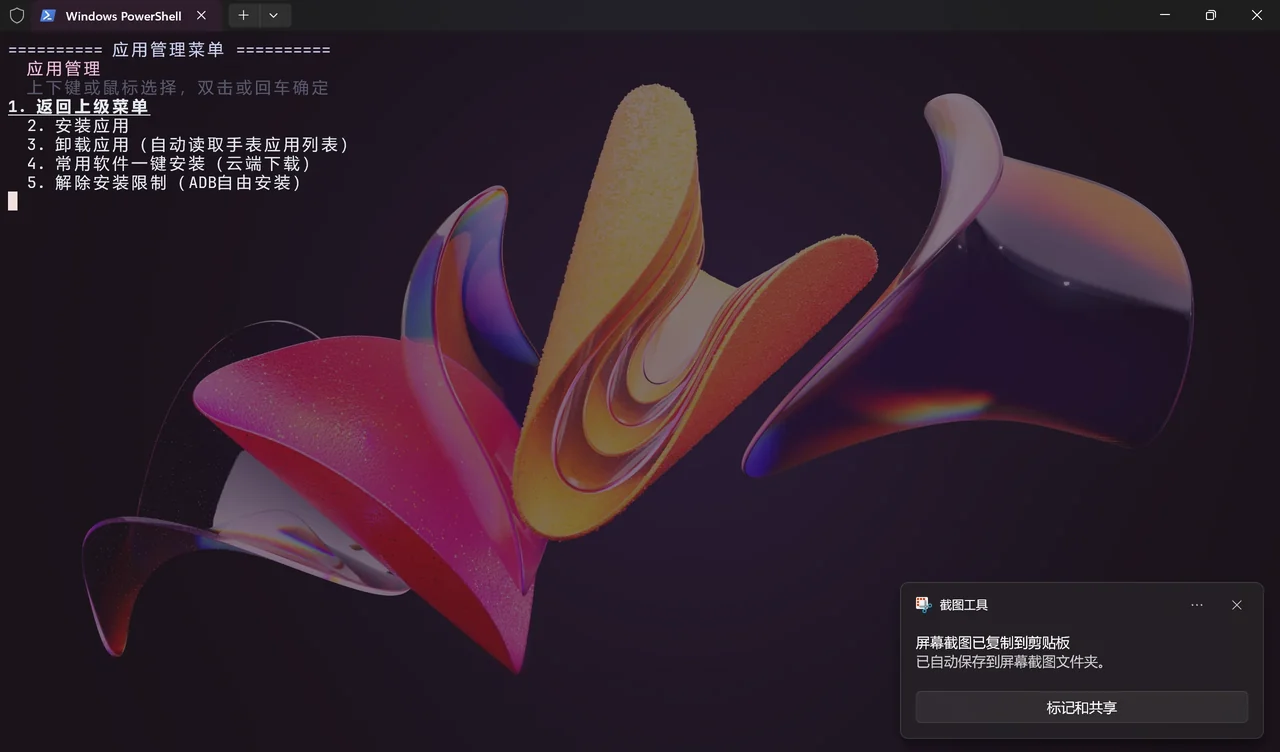 Windows PowerShell
========== 应用管理菜单 ==========
应用管理
上下键或鼠标选择，双击或回车确定
1. 返回上级菜单
2. 安装应用
3. 卸载应用（自动读取手表应用列表）
4. 常用软件一键安装（云端下载）
5. 解除安装限制（ADB自由安装）
截图工具
屏幕截图已复制到剪贴板
已自动保存到屏幕截图文件夹。
标记和共享